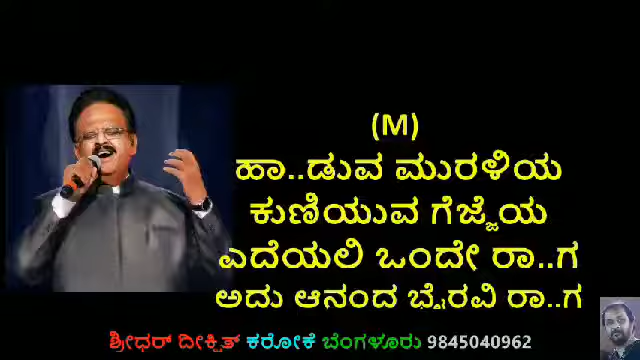 (M)
ಹಾ..ಡುವ ಮುರಳಿಯ
ಕುಣಿಯುವ ಗೆಜ್ಜೆಯ
ಎದೆಯಲಿ ಒಂದೇ ರಾ..ಗ
ಅದು ಆನಂದ ಭೈರವಿ ರಾ..ಗ
ಶ್ರೀಧರ್ ದೀಕ್ಷಿತ್ ಕರೋಕೆ ಬೆಂಗಳೂರು 9845040962